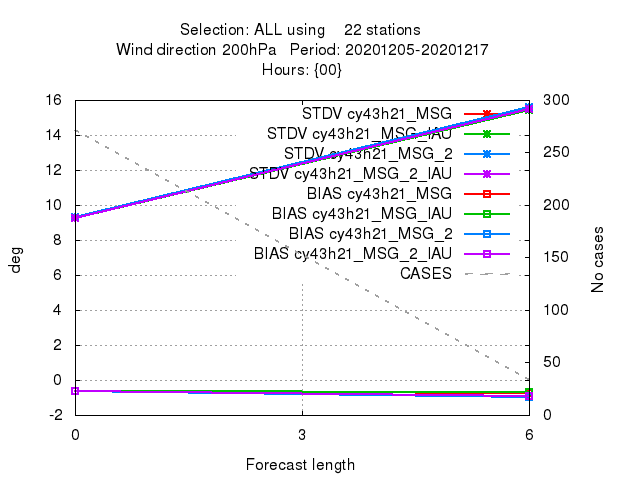 Selection: ALL using    22 stations
Wind direction 200hPa   Period: 20201205-20201217
Hours: {00}
16
14
12
10
8
6
4
2
0
-2
300
250
200
150
100
50
0
STDV cy43h21_MSG
STDV cy43h21_MSG_IAU
STDV cy43h21_MSG_2
STDV cy43h21_MSG_2_IAU
BIAS cy43h21_MSG
BIAS cy43h21_MSG_IAU
BIAS cy43h21_MSG_2
BIAS cy43h21_MSG_2_IAU
CASES
deg
No cases
0
3
6
Forecast length